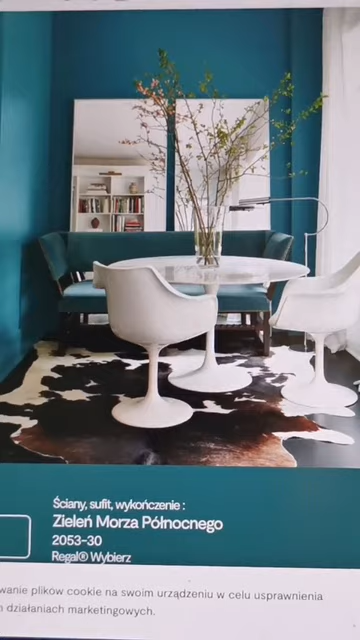 Ściany, sufit, wykończenie :
Zieleń Morza Północnego
2053-30
Regal® Wybierz
wanie plików cookie na swoim urządzeniu w celu usprawnienia
działaniach marketingowych.